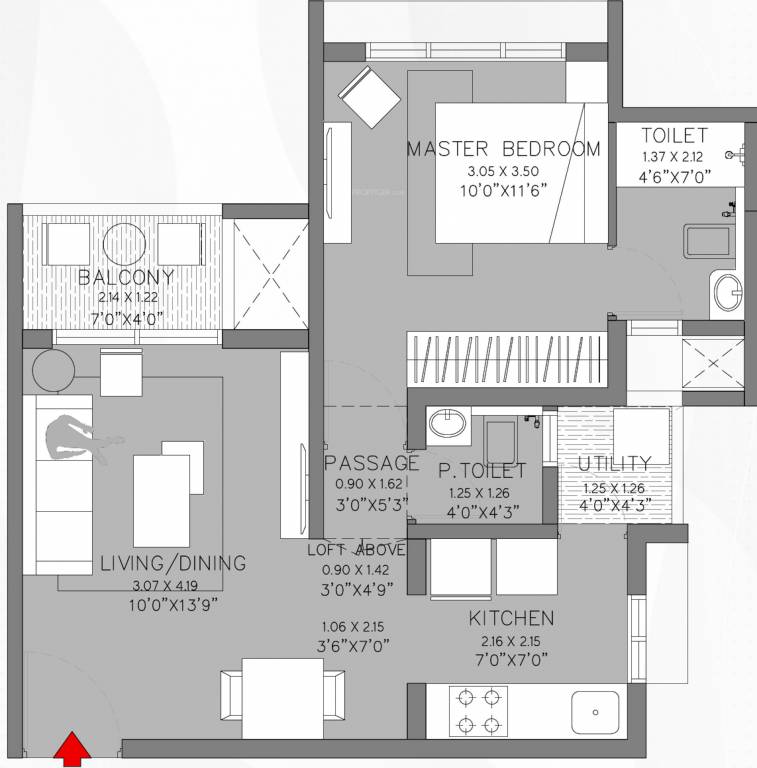 MASTER BEDROOM
3.05 X 3.50
10'0"X11'6"
TOILET
1.37 X 2.12
4'6"X7'0"
BALCONY
2.14 X 1.22
7'0"X4'0"
PASSAGE
0.90 X 1.62
3'0"X5'3"
P.TOILET
1.25 X 1.26
4'0"X4'3"
UTILITY
1.25 X 1.26
4'0"X4'3"
LIVING/DINING
3.07 X 4.19
10'0"X13'9"
LOFT ABOVE
0.90 X 1.42
3'0"X4'9"
1.06 X 2.15
3'6"X7'0"
KITCHEN
2.16 X 2.15
7'0"X7'0"